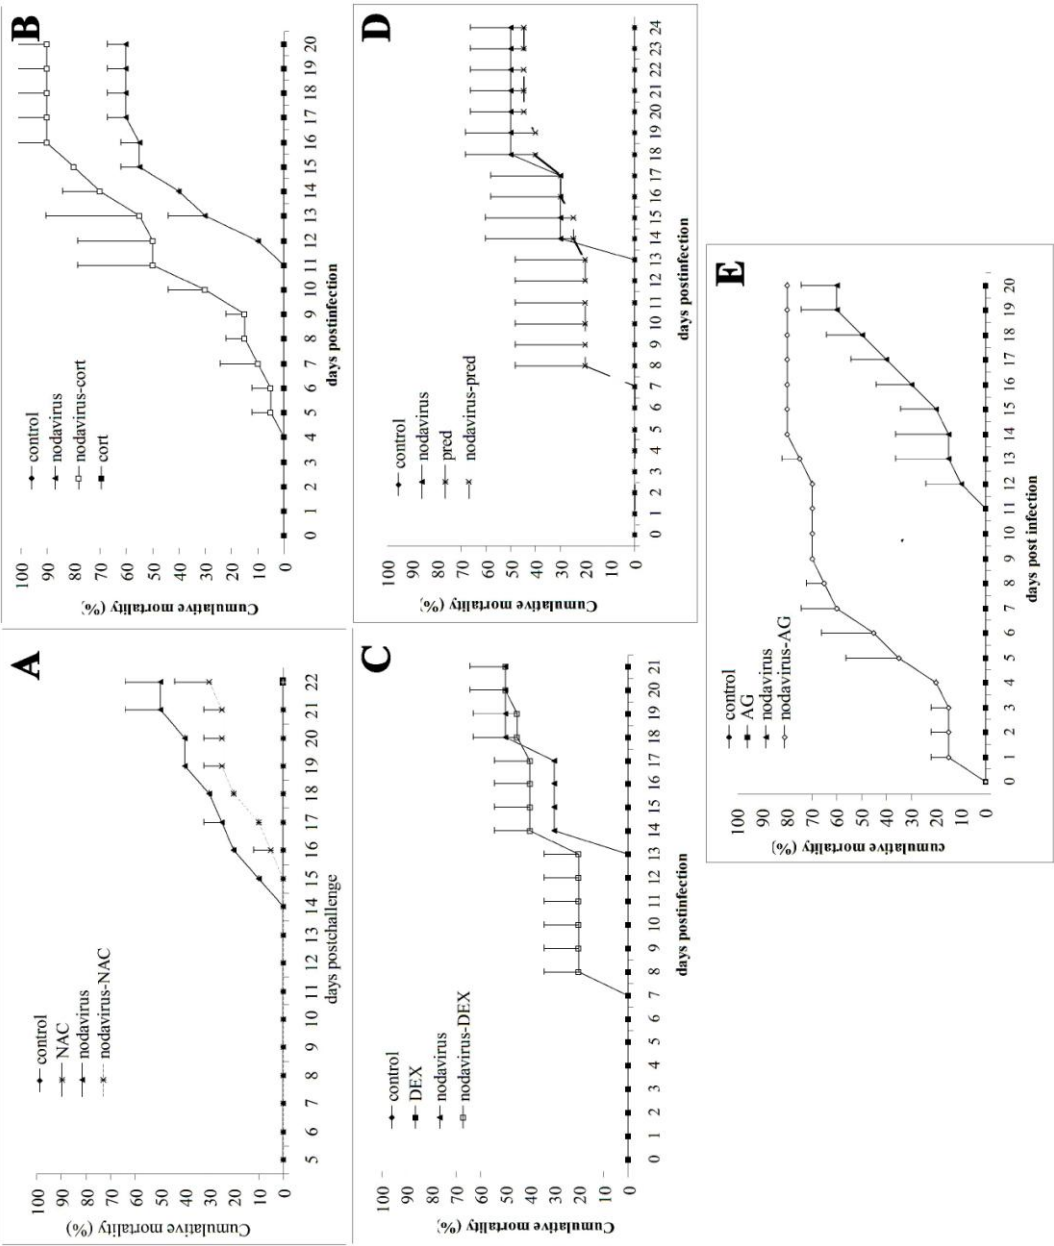 A
Cumulative mortality (%)
100
90
80
70
60
50
40
30
20
10
0
control
NAC
nodavirus
nodavirus-NAC
5 6 7 8 9 10 11 12 13 14 15 16 17 18 19 20 21 22
days postchallenge
B
Cumulative mortality (%)
100
90
80
70
60
50
40
30
20
10
0
control
nodavirus
nodavirus-cort
cort
0 1 2 3 4 5 6 7 8 9 10 11 12 13 14 15 16 17 18 19 20
days postinfection
C
Cumulative mortality (%)
100
90
80
70
60
50
40
30
20
10
0
control
DEX
nodavirus
nodavirus-DEX
0 1 2 3 4 5 6 7 8 9 10 11 12 13 14 15 16 17 18 19 20 21
days postinfection
D
Cumulative mortality (%)
100
90
80
70
60
50
40
30
20
10
0
control
nodavirus
pred
nodavirus-pred
0 1 2 3 4 5 6 7 8 9 10 11 12 13 14 15 16 17 18 19 20 21 22 23 24
days postinfection
E
cumulative mortality (%)
100
90
80
70
60
50
40
30
20
10
0
control
AG
nodavirus
nodavirus-AG
0 1 2 3 4 5 6 7 8 9 10 11 12 13 14 15 16 17 18 19 20
days post infection